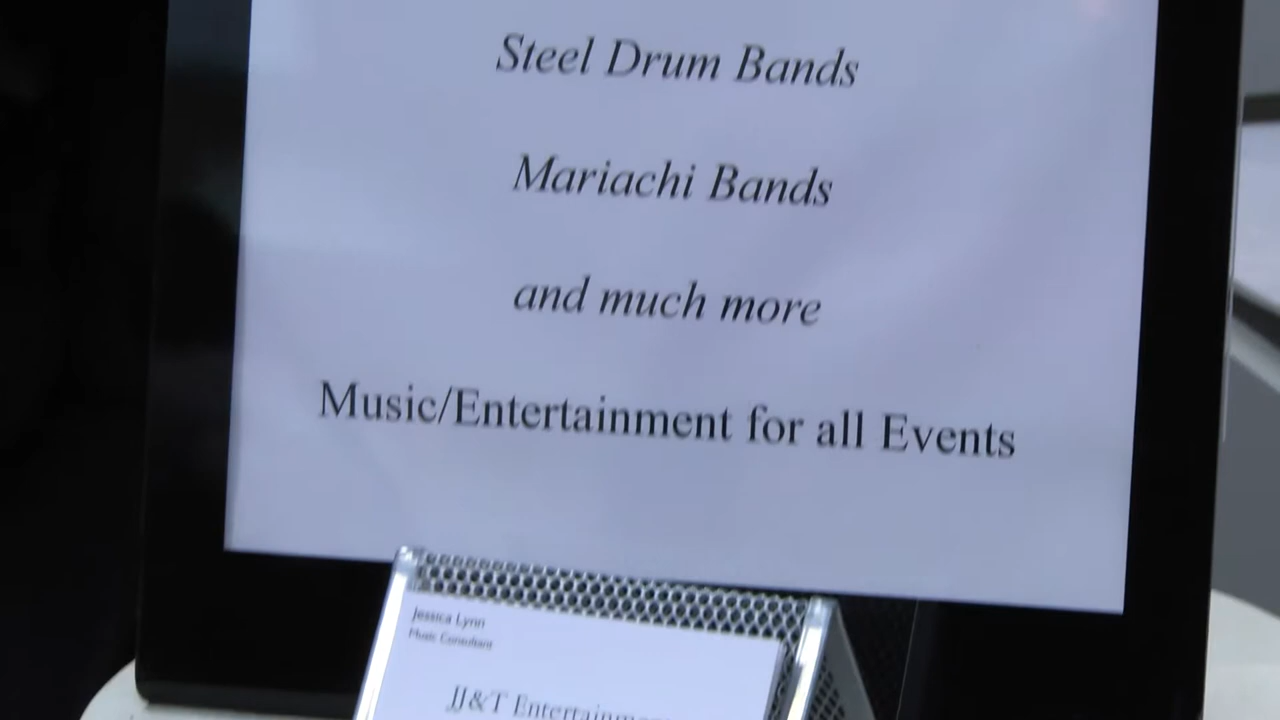 Steel Drum Bands
Mariachi Bands
and much more
Music/Entertainment for all Events
Jessica Lynn
Music Consultant
JJ&T Entertainment